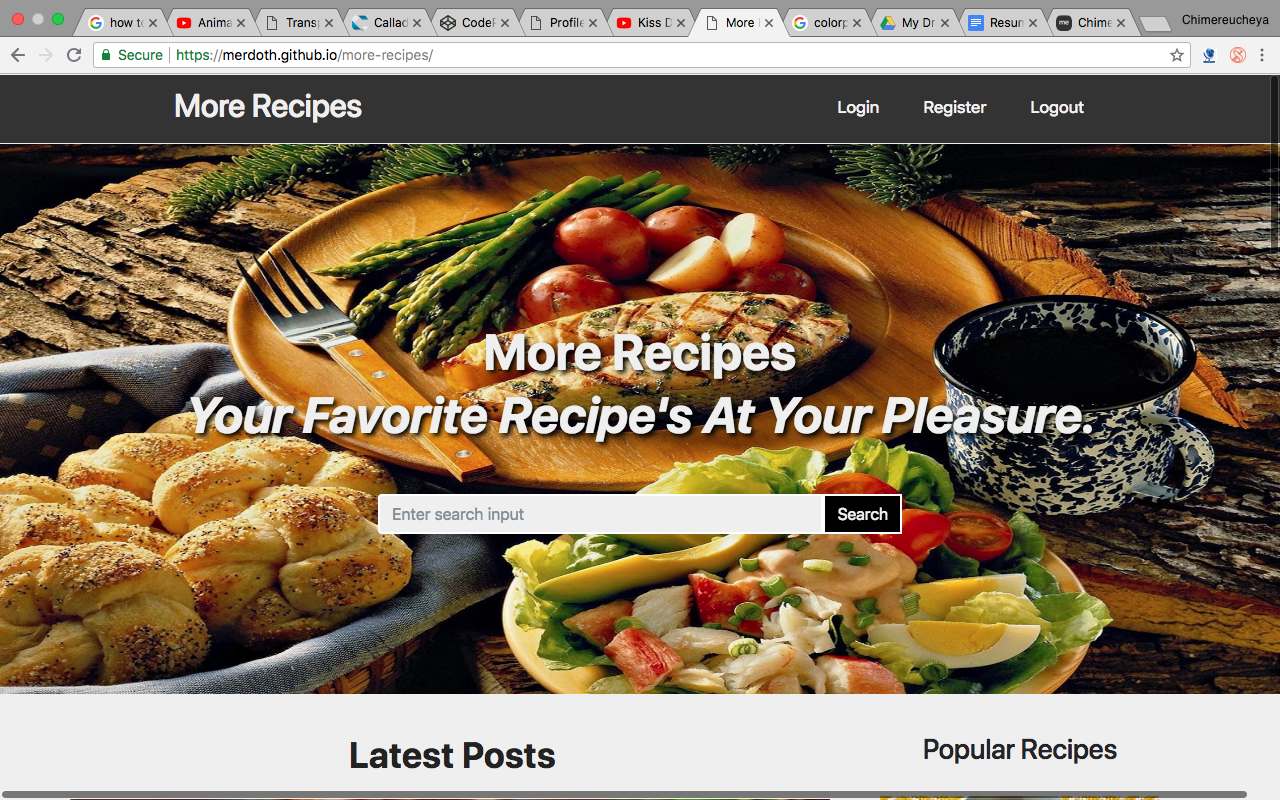 how to
Anima
Transp
Callad
CodeP
Profile
Kiss D
More
colorp
My Dr
Resum
Chime
Chimereucheya
Secure https://merdoth.github.io/more-recipes/
More Recipes Login Register Logout
More Recipes
Your Favorite Recipe's At Your Pleasure.
Enter search input Search
Latest Posts Popular Recipes